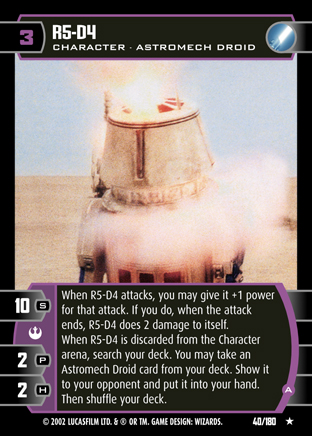 3
R5-D4
CHARACTER · ASTROMECH DROID
10 S
2 P
2 H
When R5-D4 attacks, you may give it +1 power
for that attack. If you do, when the attack
ends, R5-D4 does 2 damage to itself.
When R5-D4 is discarded from the Character
arena, search your deck. You may take an
Astromech Droid card from your deck. Show it
to your opponent and put it into your hand.
Then shuffle your deck.
A
© 2002 LUCASFILM LTD. & ® OR TM. GAME DESIGN: WIZARDS. 40/180 ★